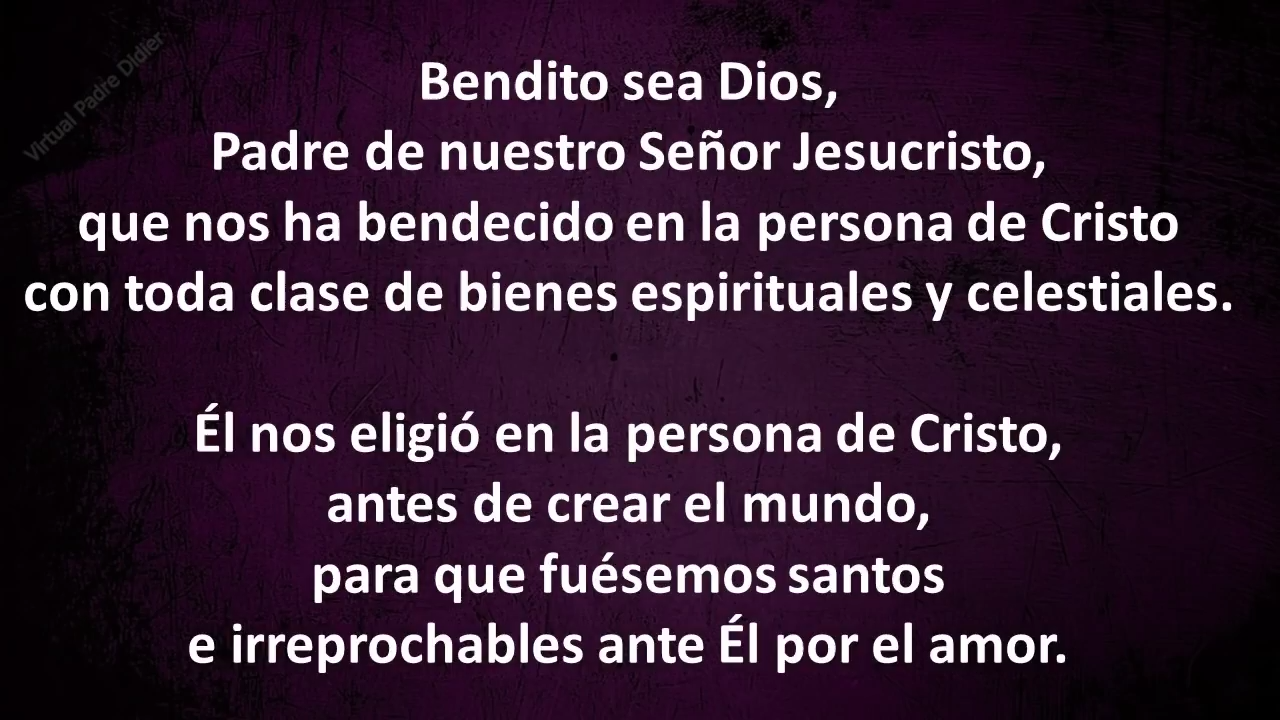 Virtual Padre Didier
Bendito sea Dios,
Padre de nuestro Señor Jesucristo,
que nos ha bendecido en la persona de Cristo
con toda clase de bienes espirituales y celestiales.
Él nos eligió en la persona de Cristo,
antes de crear el mundo,
para que fuésemos santos
e irreprochables ante Él por el amor.